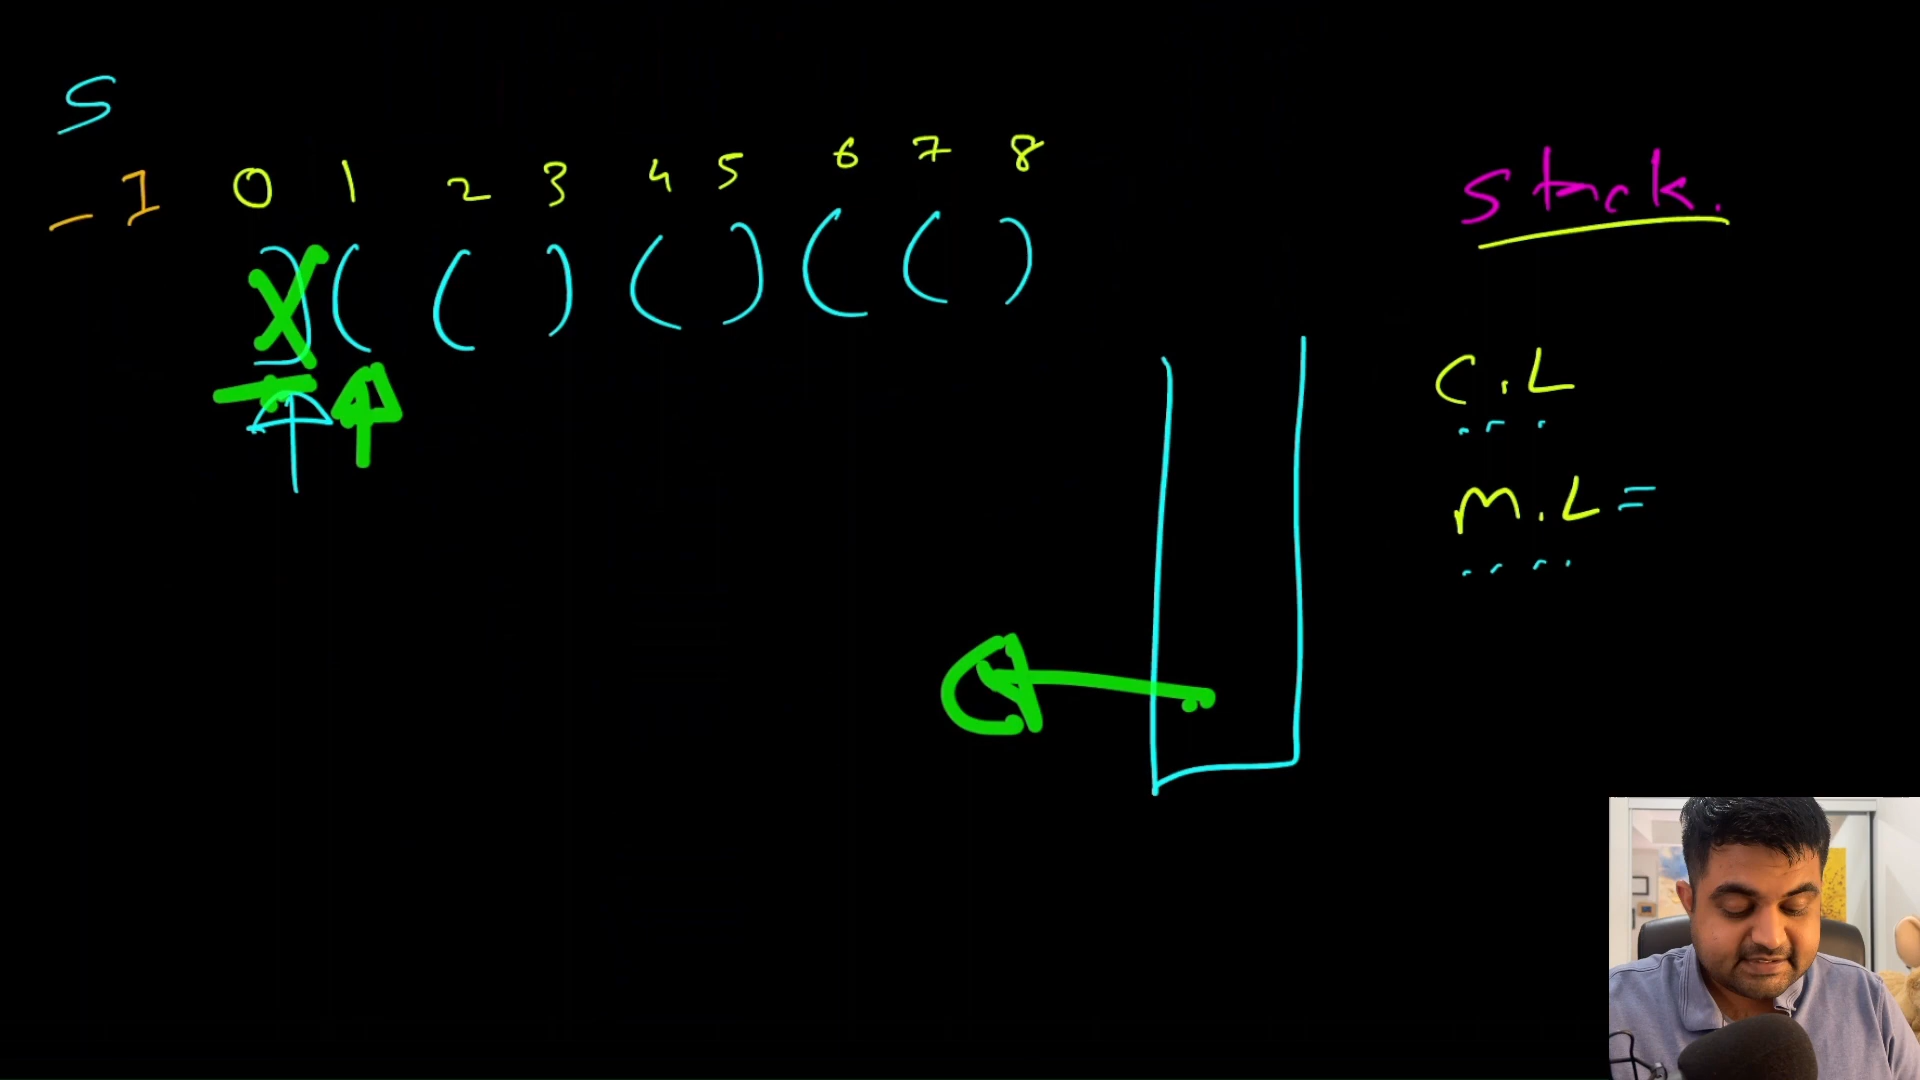 S
-1 0 1 2 3 4 5 6 7 8
) ( ( ) ( ) ( ( )
X
stack.
C.L
M.L =